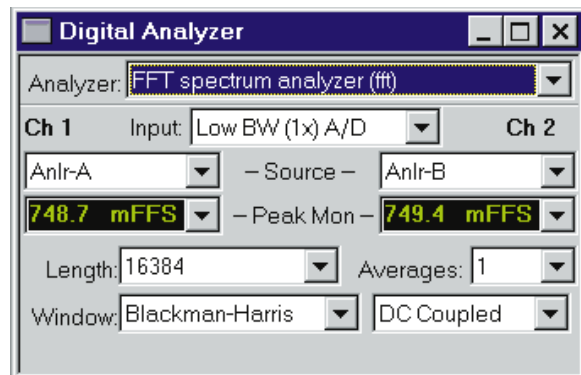 Digital Analyzer
Analyzer: FFT spectrum analyzer (fft)
Ch 1 Input: Low BW (1x) A/D Ch 2
Anlr-A – Source – Anlr-B
748.7 mFFS – Peak Mon – 749.4 mFFS
Length: 16384 Averages: 1
Window: Blackman-Harris DC Coupled